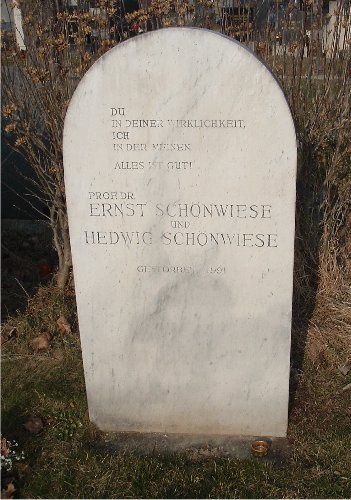 DU
IN DEINER WIRKLICHKEIT,
ICH
IN DER MEINEN
ALLES IST GUT!
PROF. DR.
ERNST SCHÖNWIESE
UND
HEDWIG SCHÖNWIESE
GESTORBEN 1991